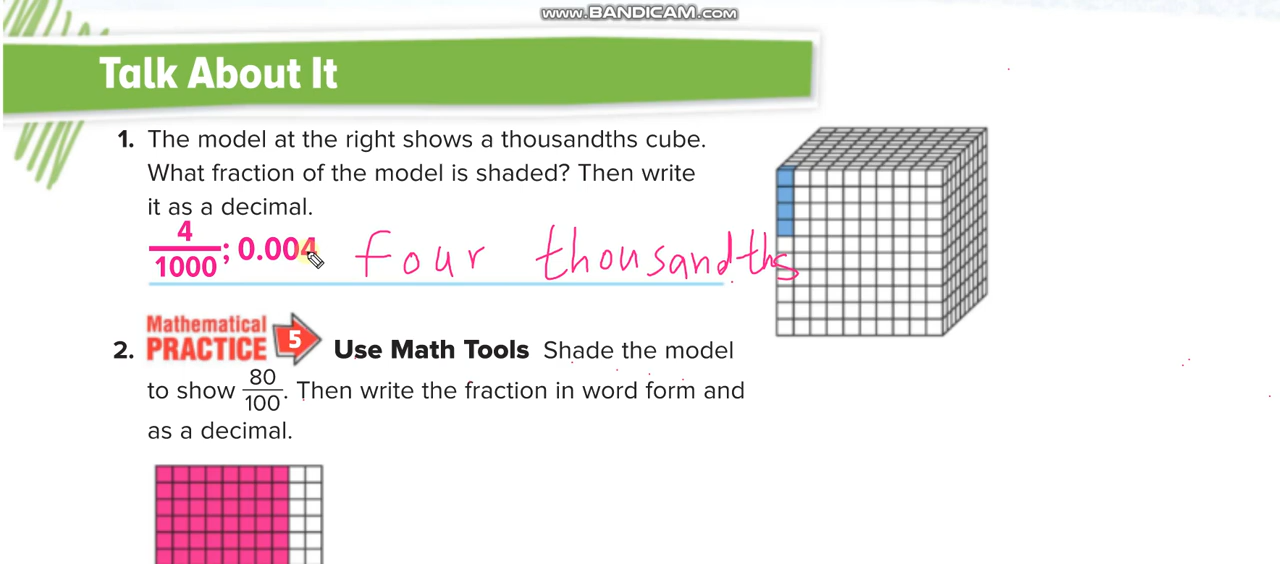 www.BANDICAM.com
Talk About It
1. The model at the right shows a thousandths cube.
What fraction of the model is shaded? Then write
it as a decimal.
4/1000; 0.004 four thousandths
Mathematical
2. PRACTICE 5 Use Math Tools Shade the model
to show 80/100. Then write the fraction in word form and
as a decimal.